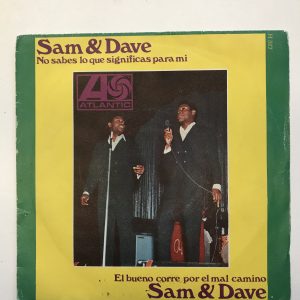 Sam & Dave
No sabes lo que significas para mi
ATLANTIC
El bueno corre por el mal camino
Sam & Dave